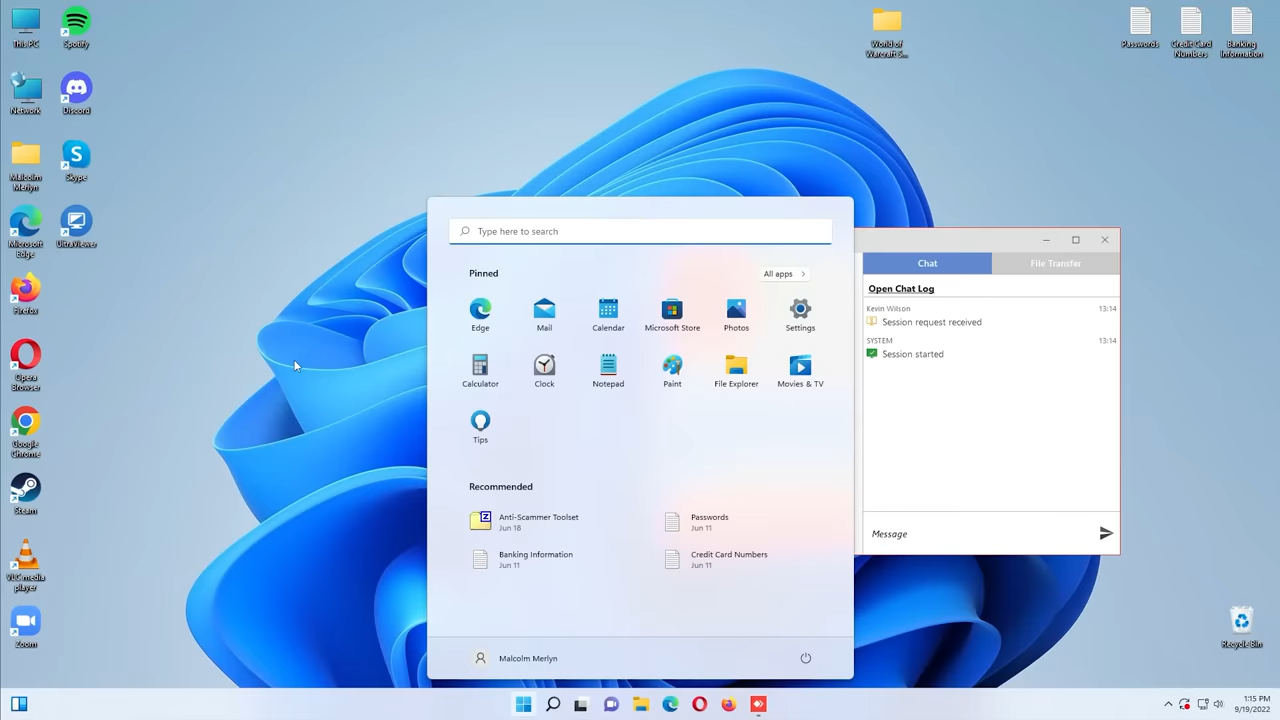 This PC
Spotify
World of
Warcraft S...
Passwords
Credit Card
Numbers
Banking
Information
Network
Discord
Malcolm
Merlyn
Skype
Microsoft
Edge
UltraViewer
Firefox
Opera
Browser
Google
Chrome
Steam
VLC media
player
Zoom
Type here to search
Pinned
All apps
Edge
Mail
Calendar
Microsoft Store
Photos
Settings
Calculator
Clock
Notepad
Paint
File Explorer
Movies & TV
Tips
Recommended
Anti-Scammer Toolset
Jun 18
Passwords
Jun 11
Banking Information
Jun 11
Credit Card Numbers
Jun 11
Malcolm Merlyn
Chat
File Transfer
Open Chat Log
Kevin Wilson 13:14
Session request received
SYSTEM 13:14
Session started
Message
Recycle Bin
1:15 PM
9/19/2022